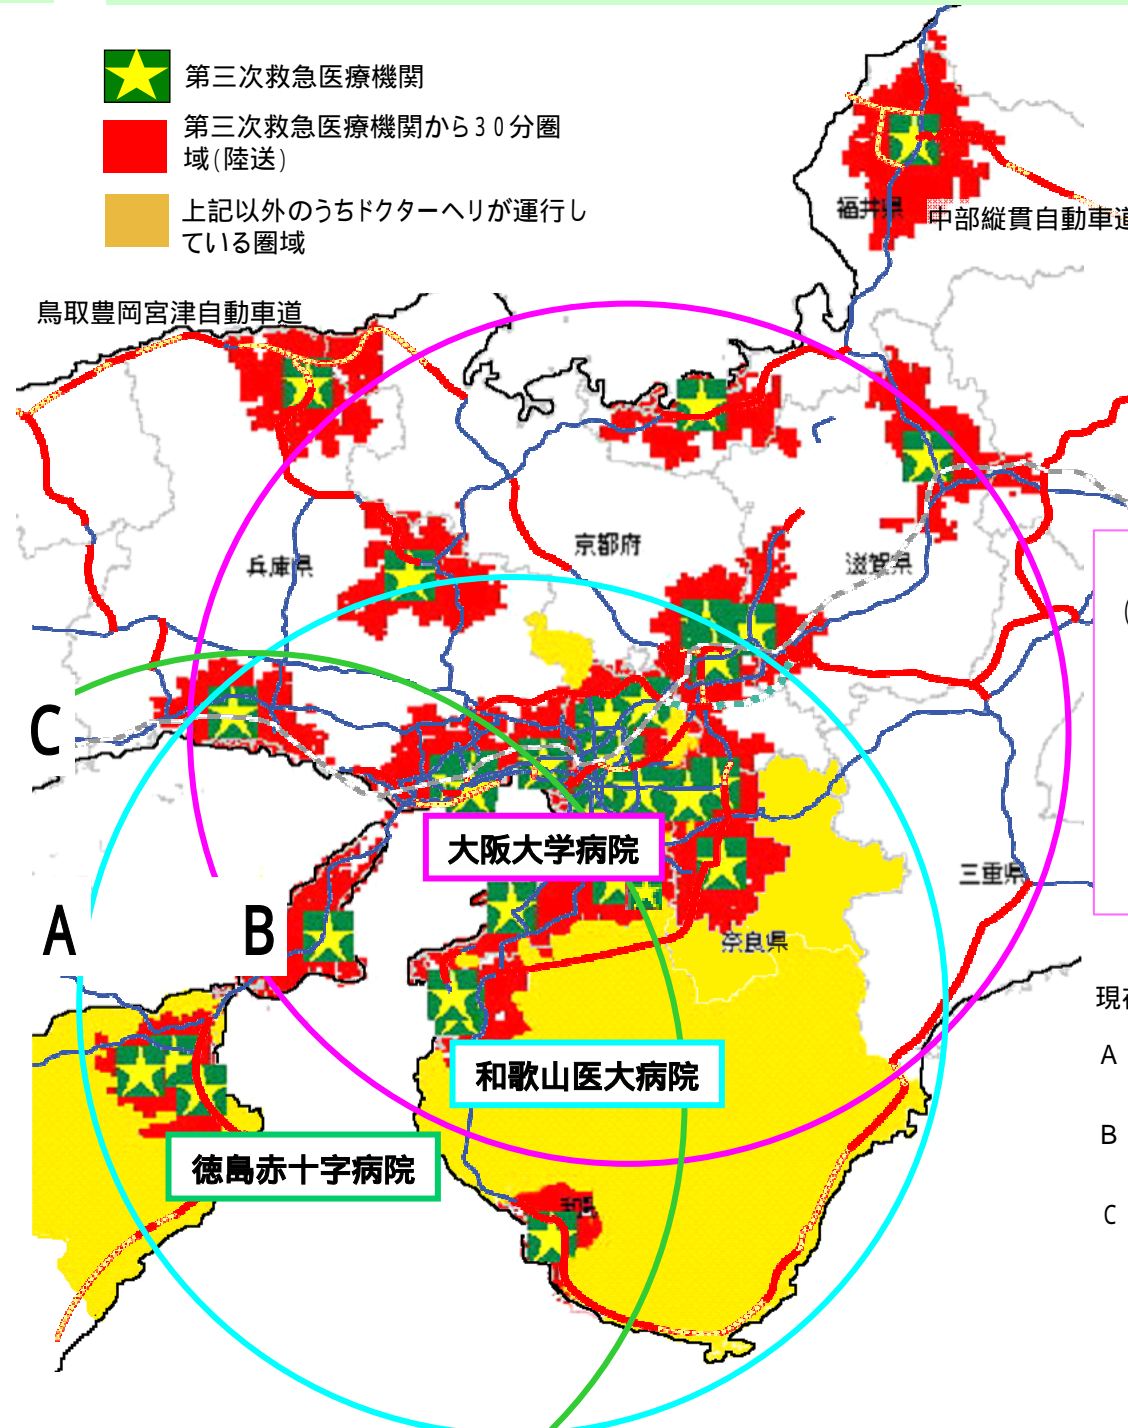 第三次救急医療機関
第三次救急医療機関から30分圏
域(陸送)
上記以外のうちドクターヘリが運行し
ている圏域
福井県
中部縦貫自動車道
鳥取豊岡宮津自動車道
兵庫県
京都府
滋賀県
(
C
大阪大学病院
三重県
A
B
奈良県
現在
A
和歌山医大病院
B
徳島赤十字病院
C